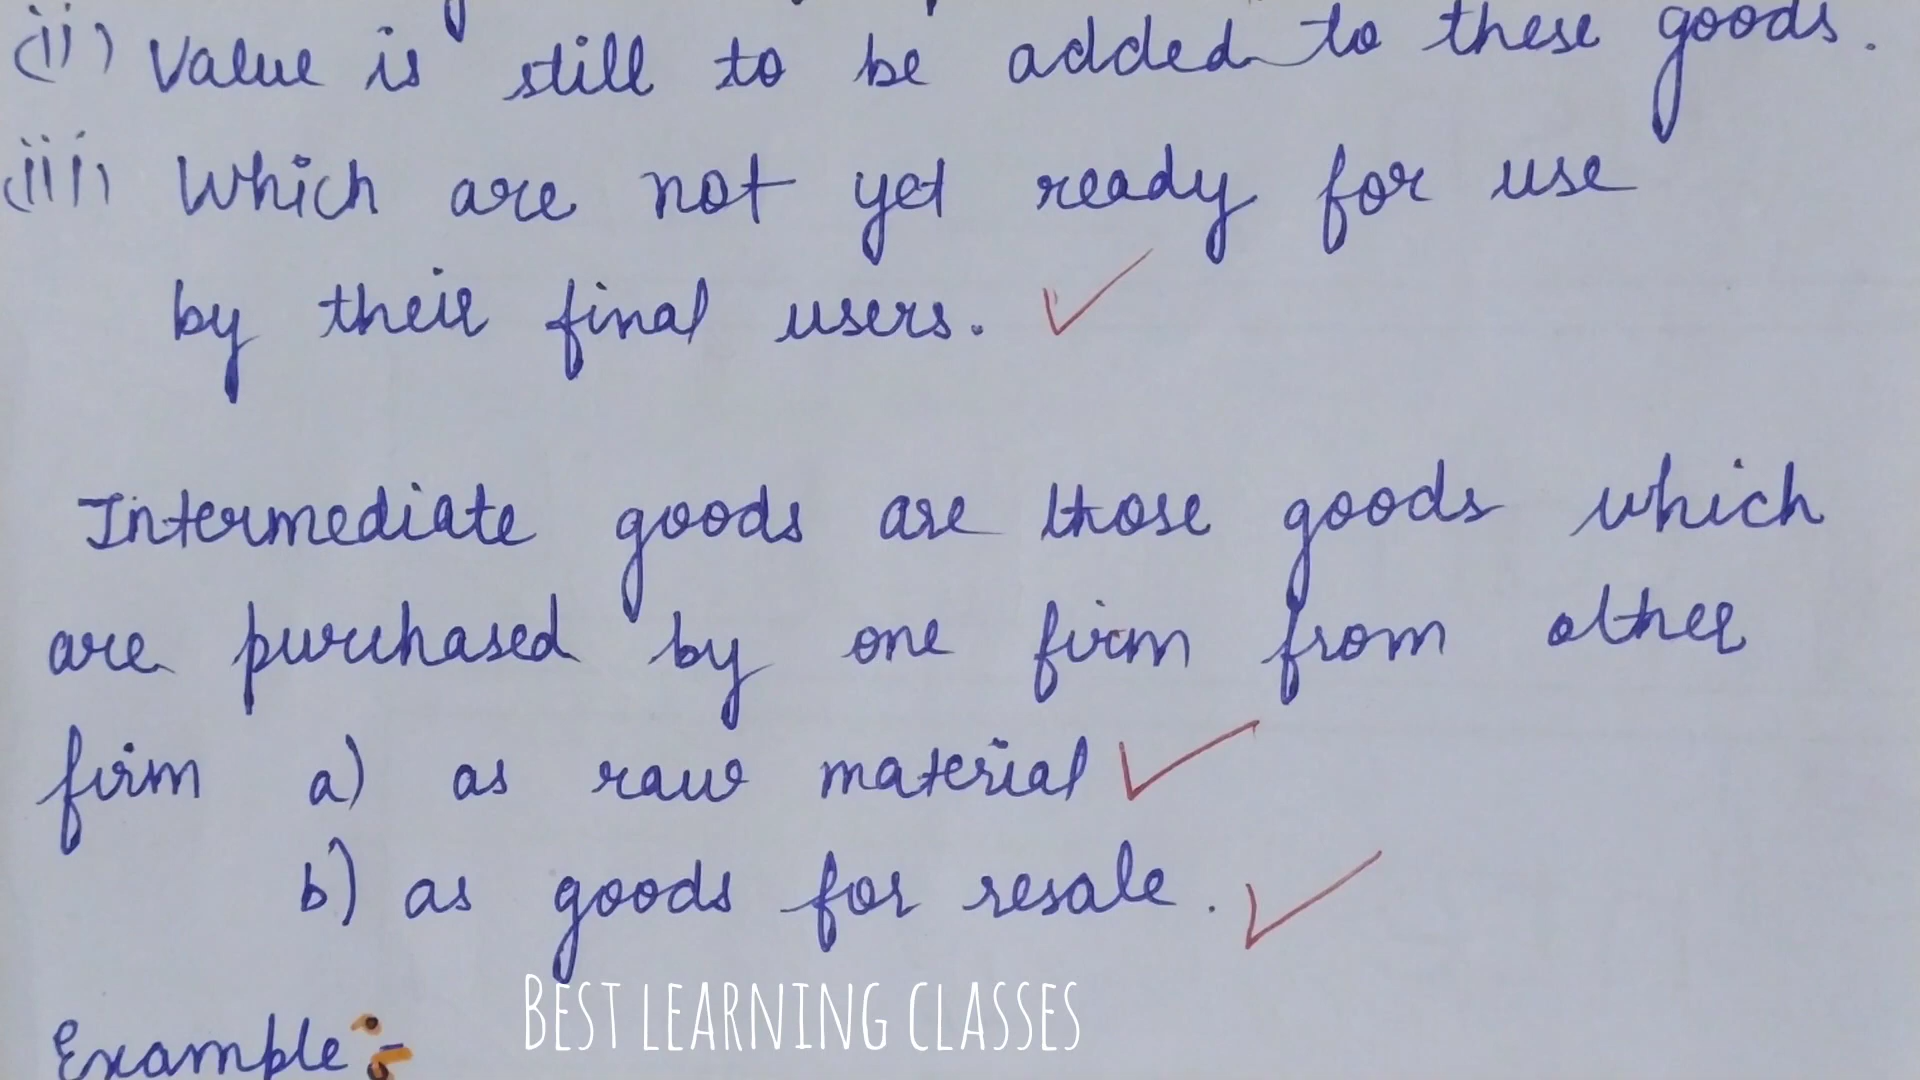 (ii) Value is still to be added to these goods.
(iii) Which are not yet ready for use
by their final users.
Intermediate goods are those goods which
are purchased by one firm from other
firm a) as raw material
b) as goods for resale.
Example :-
BEST LEARNING CLASSES